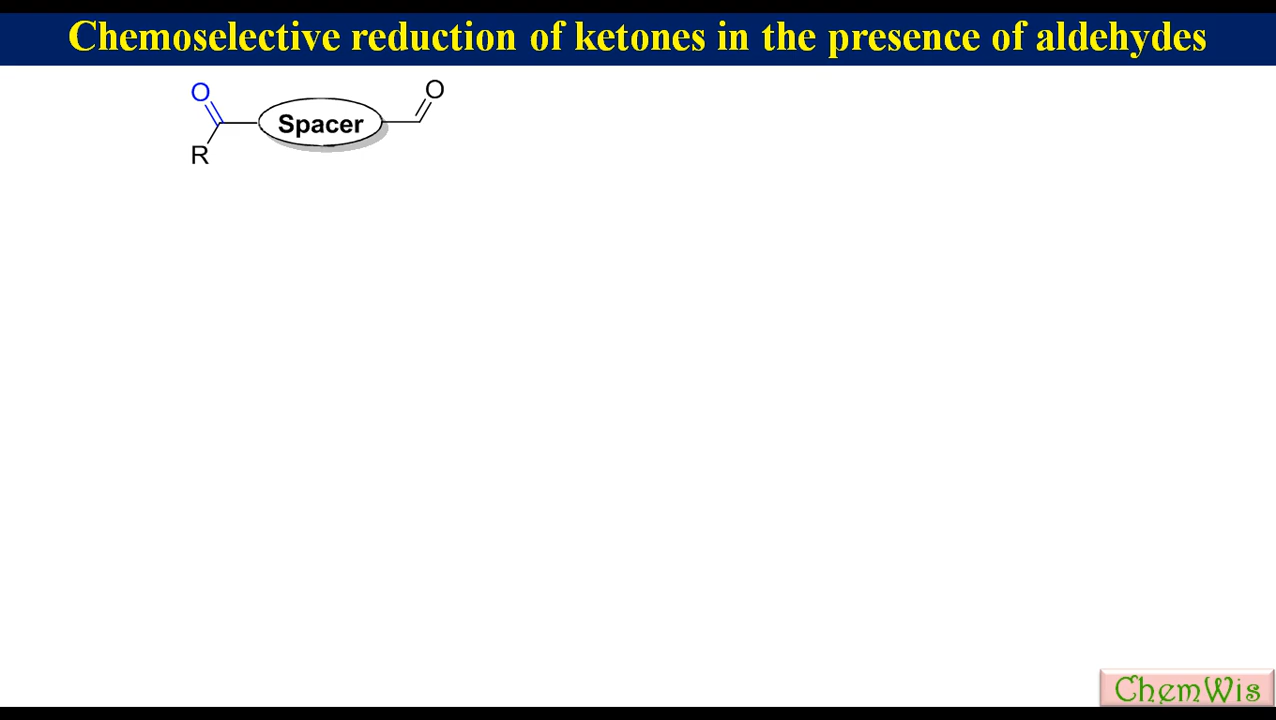 Chemoselective reduction of ketones in the presence of aldehydes
O
O
Spacer
R
ChemWis